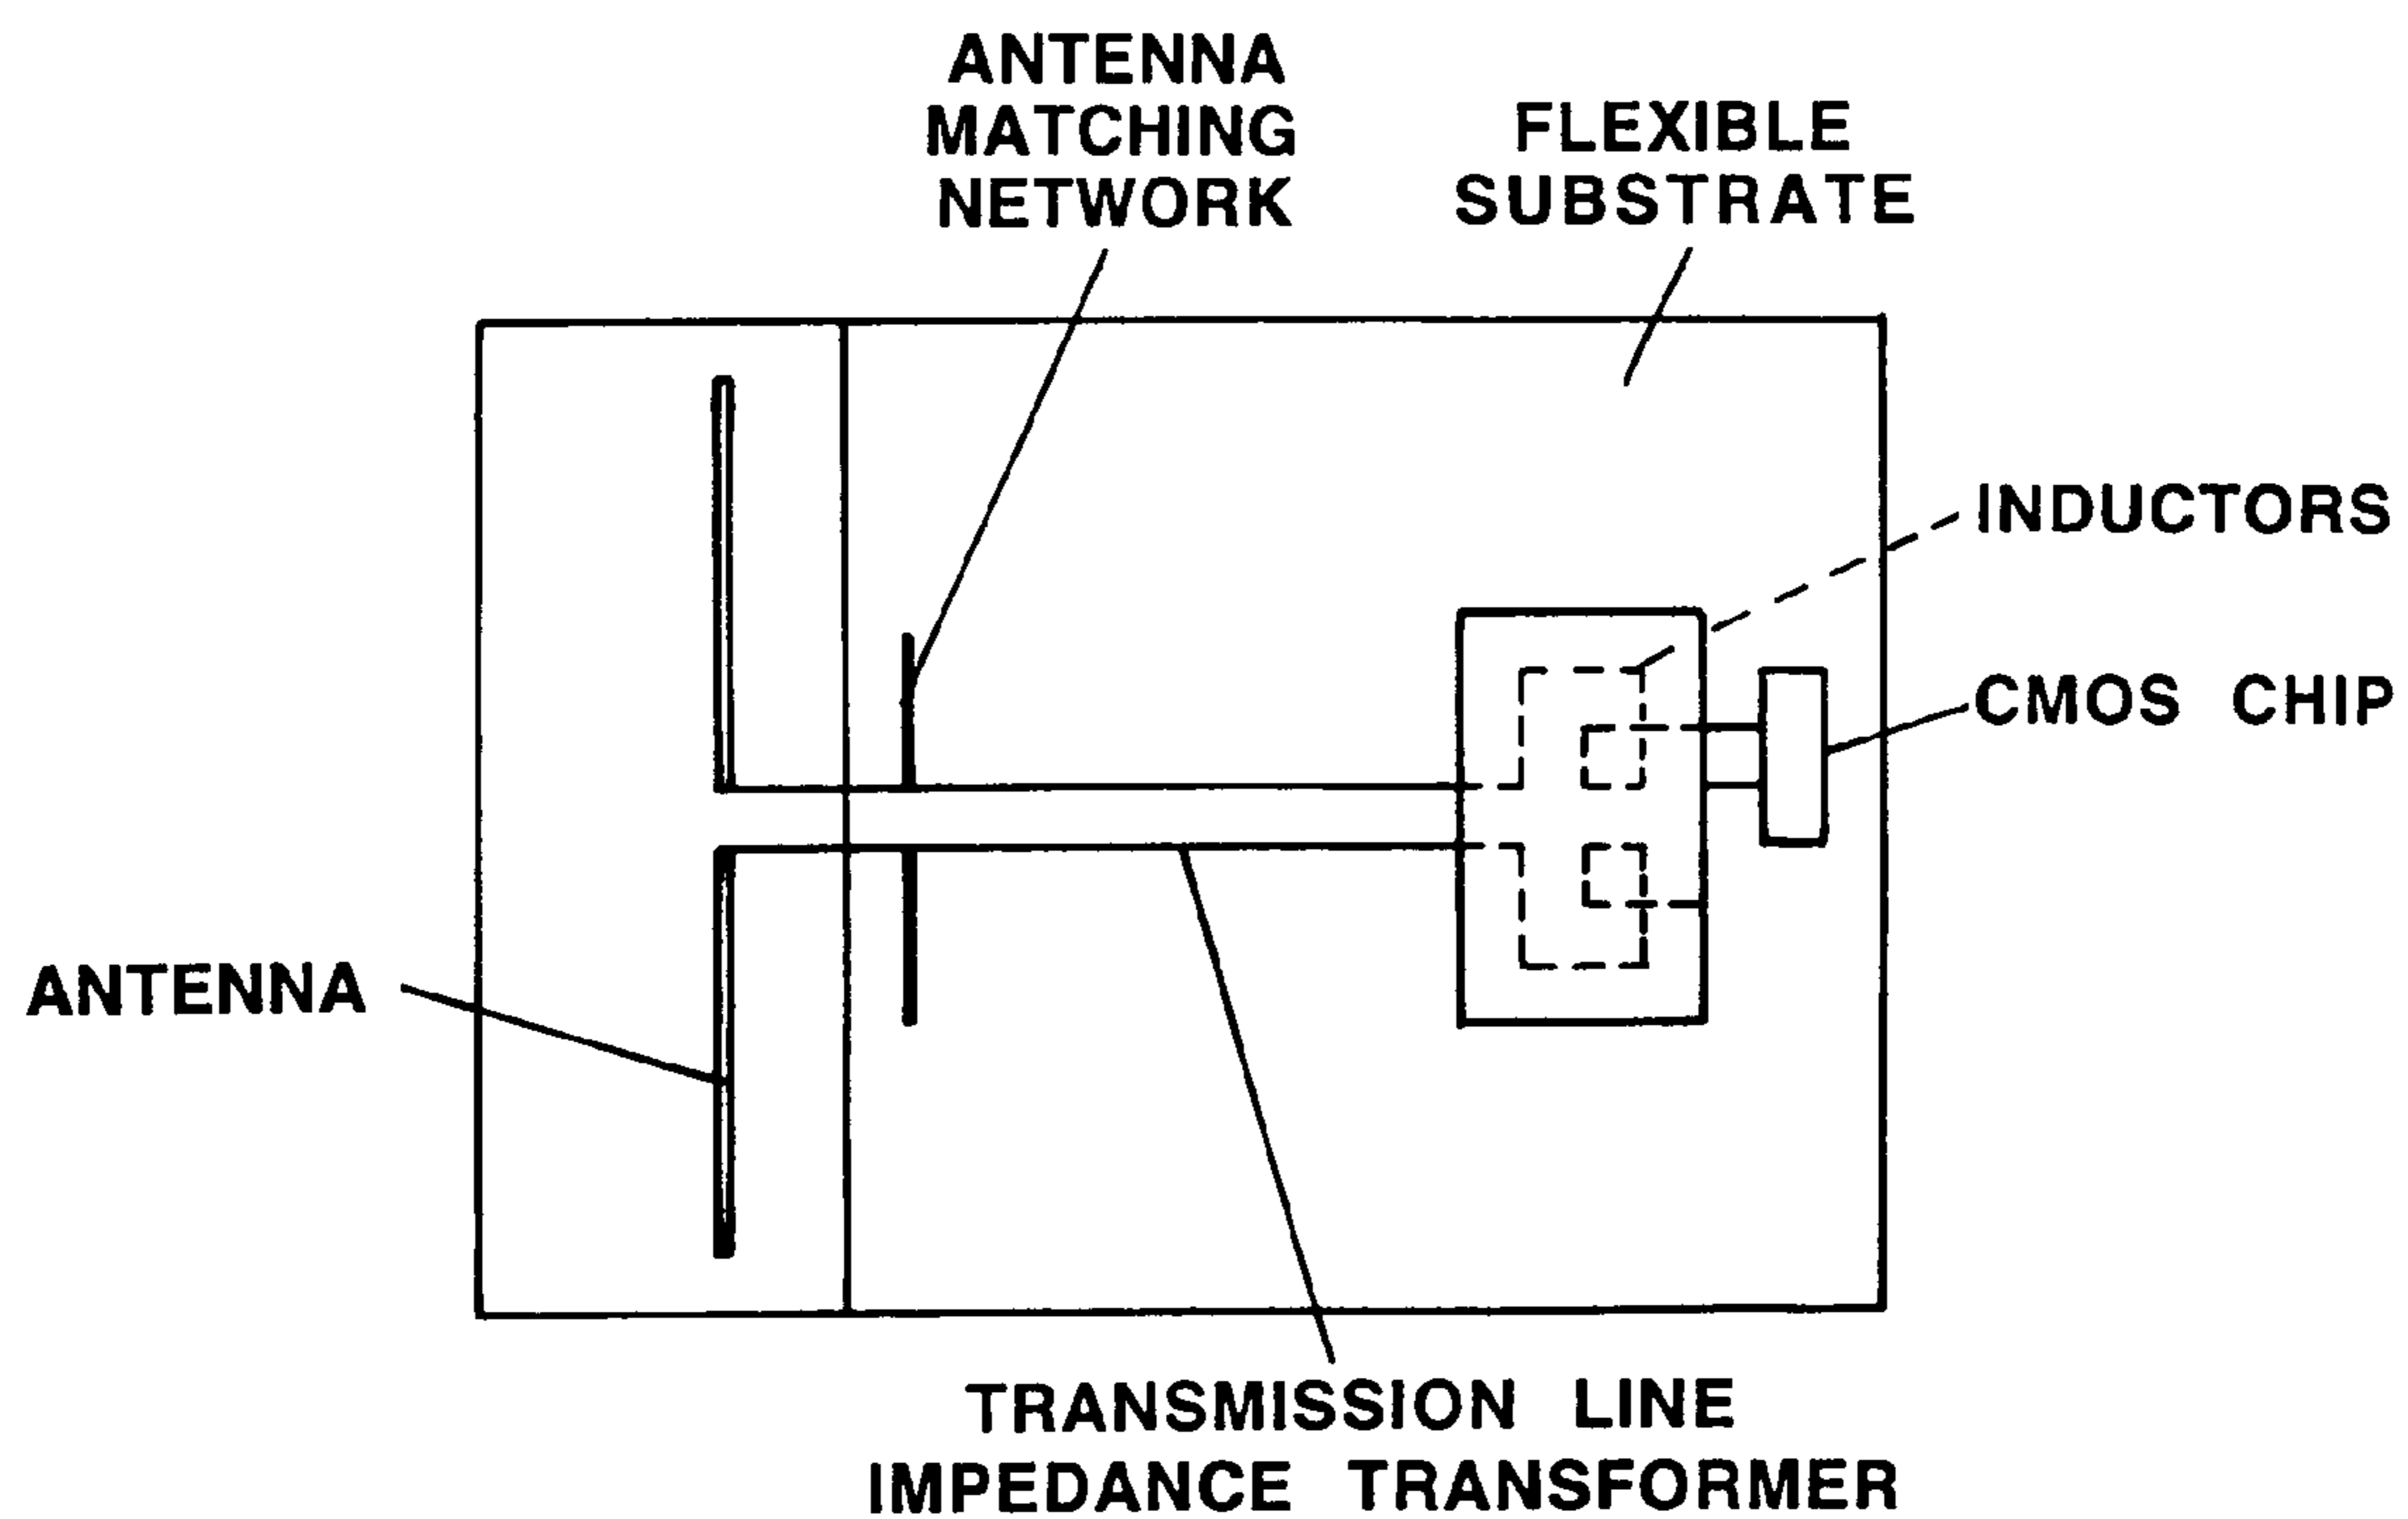 ANTENNA
MATCHING
NETWORK
FLEXIBLE
SUBSTRATE
INDUCTORS
CMOS CHIP
ANTENNA
TRANSMISSION LINE
IMPEDANCE TRANSFORMER